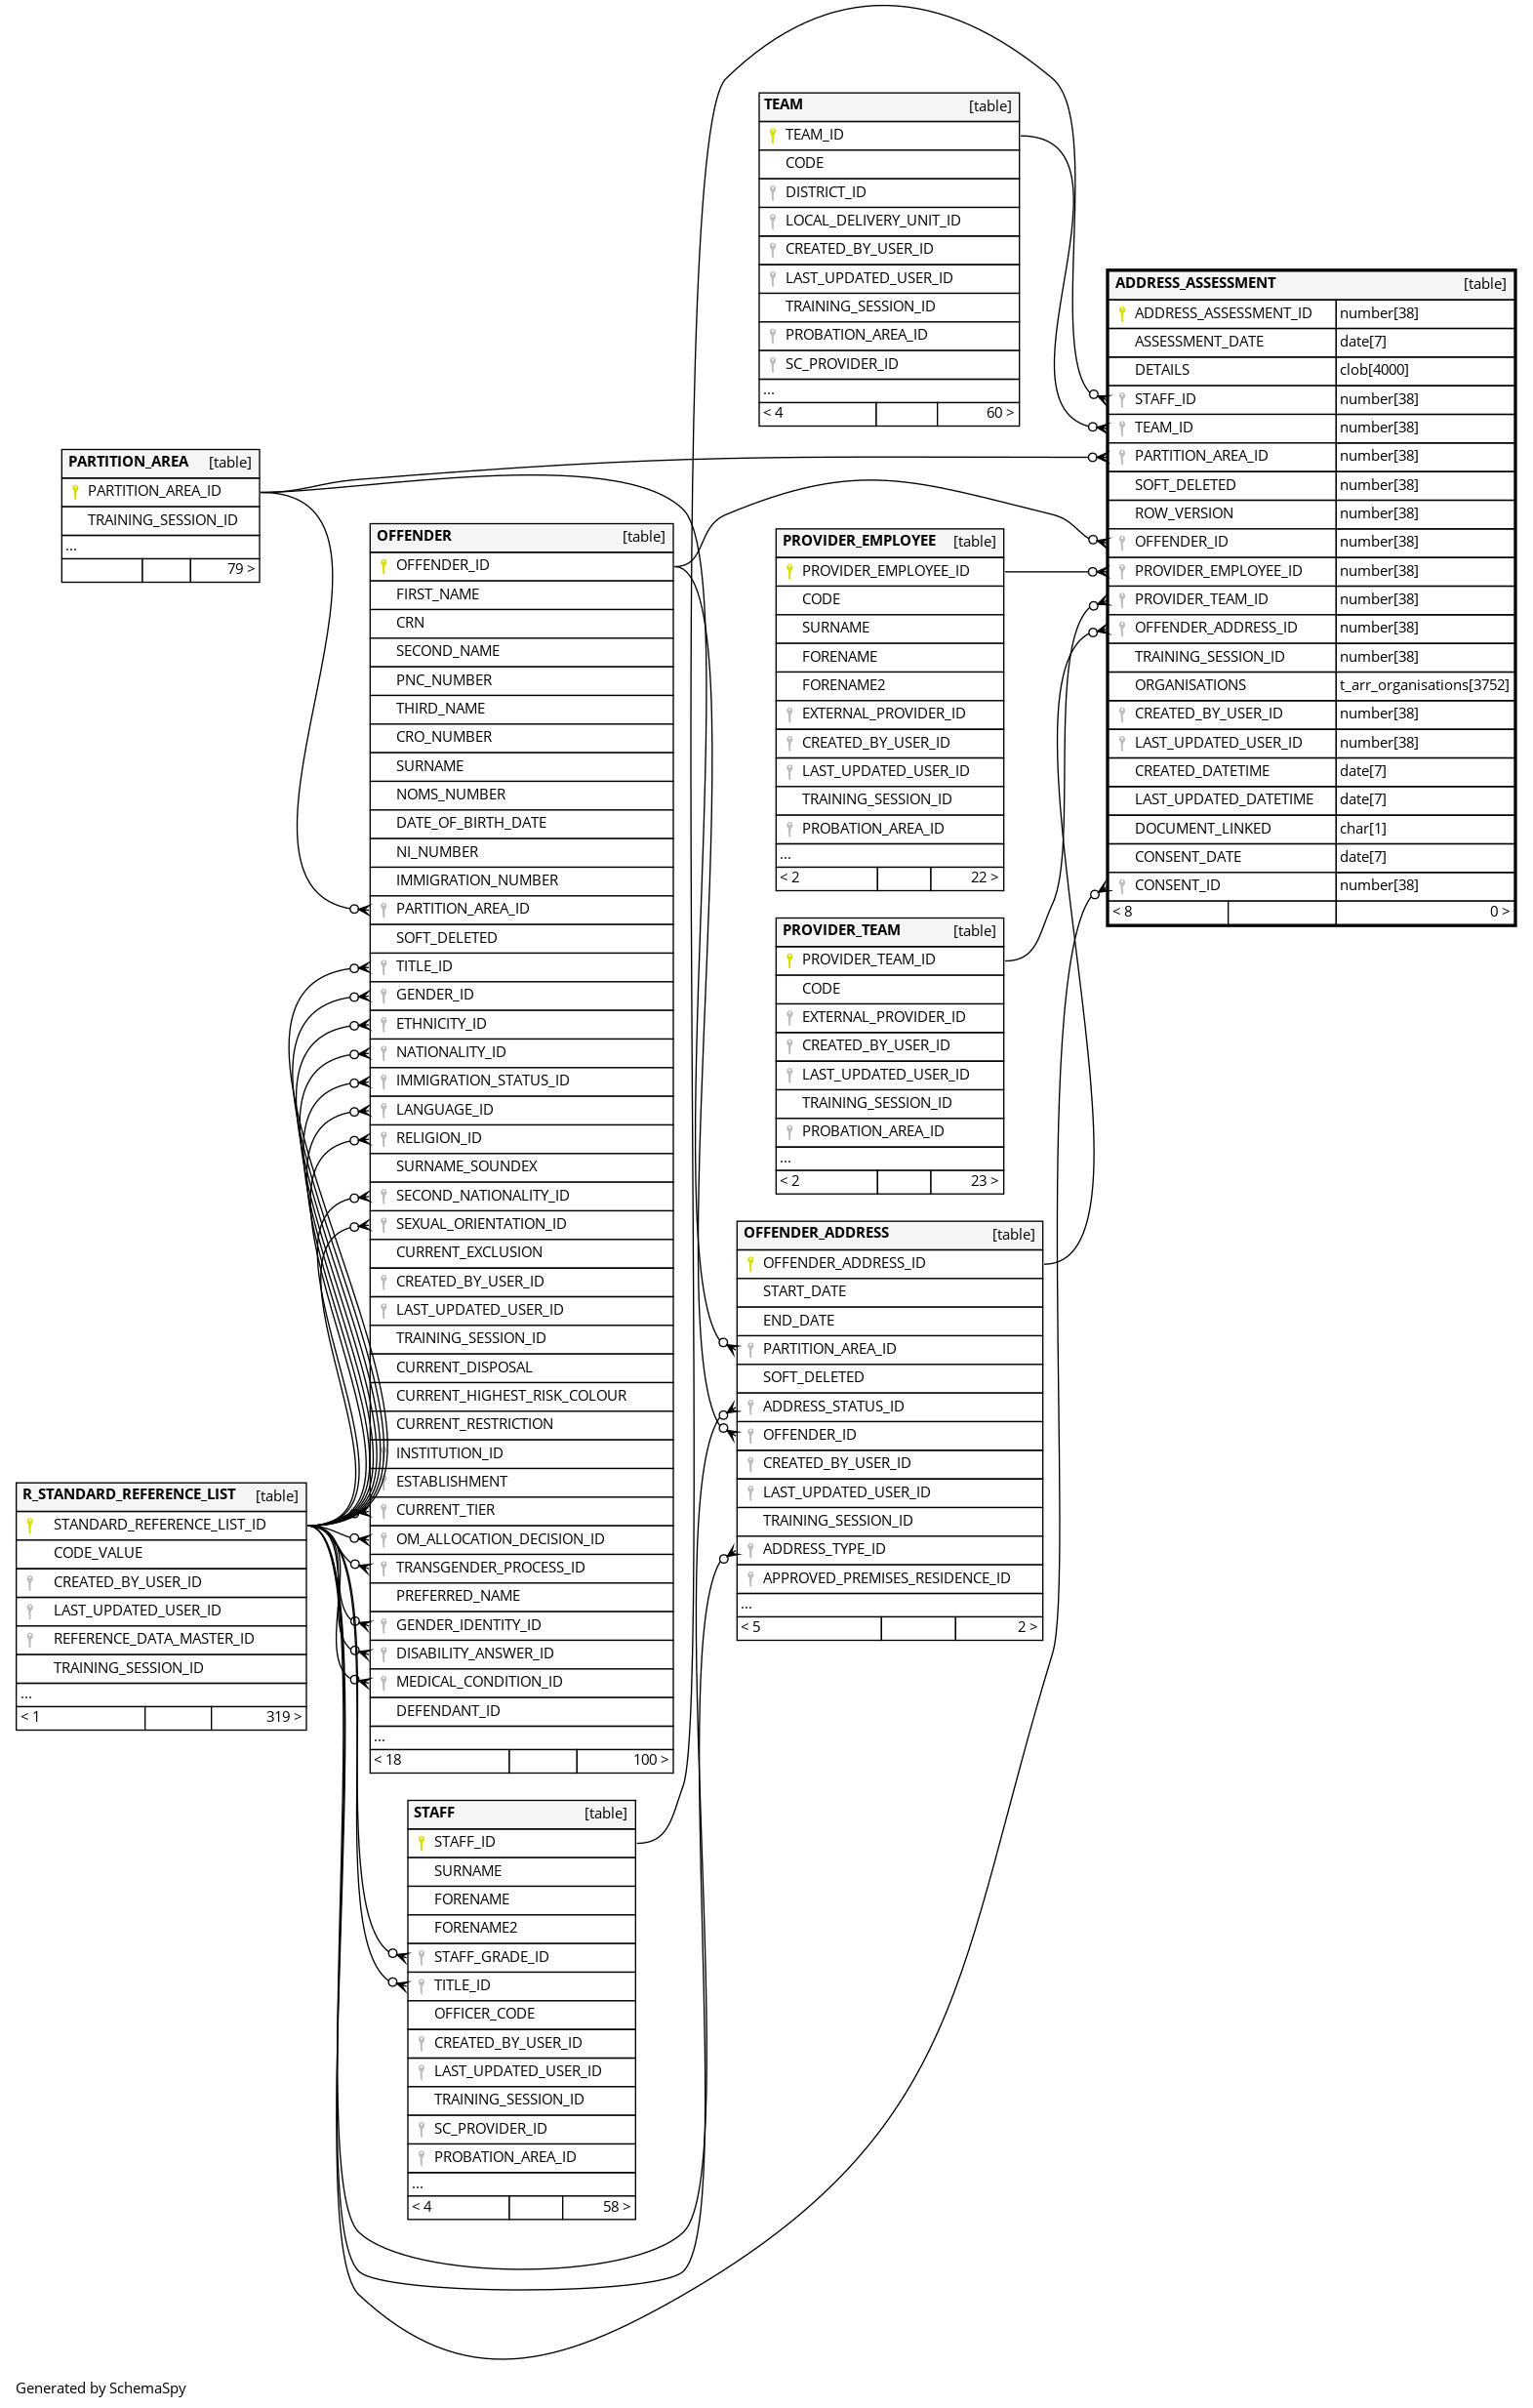 TEAM [table]
TEAM_ID
CODE
DISTRICT_ID
LOCAL_DELIVERY_UNIT_ID
CREATED_BY_USER_ID
LAST_UPDATED_USER_ID
TRAINING_SESSION_ID
PROBATION_AREA_ID
SC_PROVIDER_ID
...
< 4 60 >
ADDRESS_ASSESSMENT [table]
ADDRESS_ASSESSMENT_ID number[38]
ASSESSMENT_DATE date[7]
DETAILS clob[4000]
STAFF_ID number[38]
TEAM_ID number[38]
PARTITION_AREA_ID number[38]
SOFT_DELETED number[38]
ROW_VERSION number[38]
OFFENDER_ID number[38]
PROVIDER_EMPLOYEE_ID number[38]
PROVIDER_TEAM_ID number[38]
OFFENDER_ADDRESS_ID number[38]
TRAINING_SESSION_ID number[38]
ORGANISATIONS t_arr_organisations[3752]
CREATED_BY_USER_ID number[38]
LAST_UPDATED_USER_ID number[38]
CREATED_DATETIME date[7]
LAST_UPDATED_DATETIME date[7]
DOCUMENT_LINKED char[1]
CONSENT_DATE date[7]
CONSENT_ID number[38]
< 8 0 >
PARTITION_AREA [table]
PARTITION_AREA_ID
TRAINING_SESSION_ID
...
79 >
OFFENDER [table]
OFFENDER_ID
FIRST_NAME
CRN
SECOND_NAME
PNC_NUMBER
THIRD_NAME
CRO_NUMBER
SURNAME
NOMS_NUMBER
DATE_OF_BIRTH_DATE
NI_NUMBER
IMMIGRATION_NUMBER
PARTITION_AREA_ID
SOFT_DELETED
TITLE_ID
GENDER_ID
ETHNICITY_ID
NATIONALITY_ID
IMMIGRATION_STATUS_ID
LANGUAGE_ID
RELIGION_ID
SURNAME_SOUNDEX
SECOND_NATIONALITY_ID
SEXUAL_ORIENTATION_ID
CURRENT_EXCLUSION
CREATED_BY_USER_ID
LAST_UPDATED_USER_ID
TRAINING_SESSION_ID
CURRENT_DISPOSAL
CURRENT_HIGHEST_RISK_COLOUR
CURRENT_RESTRICTION
INSTITUTION_ID
ESTABLISHMENT
CURRENT_TIER
OM_ALLOCATION_DECISION_ID
TRANSGENDER_PROCESS_ID
PREFERRED_NAME
GENDER_IDENTITY_ID
DISABILITY_ANSWER_ID
MEDICAL_CONDITION_ID
DEFENDANT_ID
...
< 18 100 >
PROVIDER_EMPLOYEE [table]
PROVIDER_EMPLOYEE_ID
CODE
SURNAME
FORENAME
FORENAME2
EXTERNAL_PROVIDER_ID
CREATED_BY_USER_ID
LAST_UPDATED_USER_ID
TRAINING_SESSION_ID
PROBATION_AREA_ID
...
< 2 22 >
PROVIDER_TEAM [table]
PROVIDER_TEAM_ID
CODE
EXTERNAL_PROVIDER_ID
CREATED_BY_USER_ID
LAST_UPDATED_USER_ID
TRAINING_SESSION_ID
PROBATION_AREA_ID
...
< 2 23 >
OFFENDER_ADDRESS [table]
OFFENDER_ADDRESS_ID
START_DATE
END_DATE
PARTITION_AREA_ID
SOFT_DELETED
ADDRESS_STATUS_ID
OFFENDER_ID
CREATED_BY_USER_ID
LAST_UPDATED_USER_ID
TRAINING_SESSION_ID
ADDRESS_TYPE_ID
APPROVED_PREMISES_RESIDENCE_ID
...
< 5 2 >
R_STANDARD_REFERENCE_LIST [table]
STANDARD_REFERENCE_LIST_ID
CODE_VALUE
CREATED_BY_USER_ID
LAST_UPDATED_USER_ID
REFERENCE_DATA_MASTER_ID
TRAINING_SESSION_ID
...
< 1 319 >
STAFF [table]
STAFF_ID
SURNAME
FORENAME
FORENAME2
STAFF_GRADE_ID
TITLE_ID
OFFICER_CODE
CREATED_BY_USER_ID
LAST_UPDATED_USER_ID
TRAINING_SESSION_ID
SC_PROVIDER_ID
PROBATION_AREA_ID
...
< 4 58 >
Generated by SchemaSpy